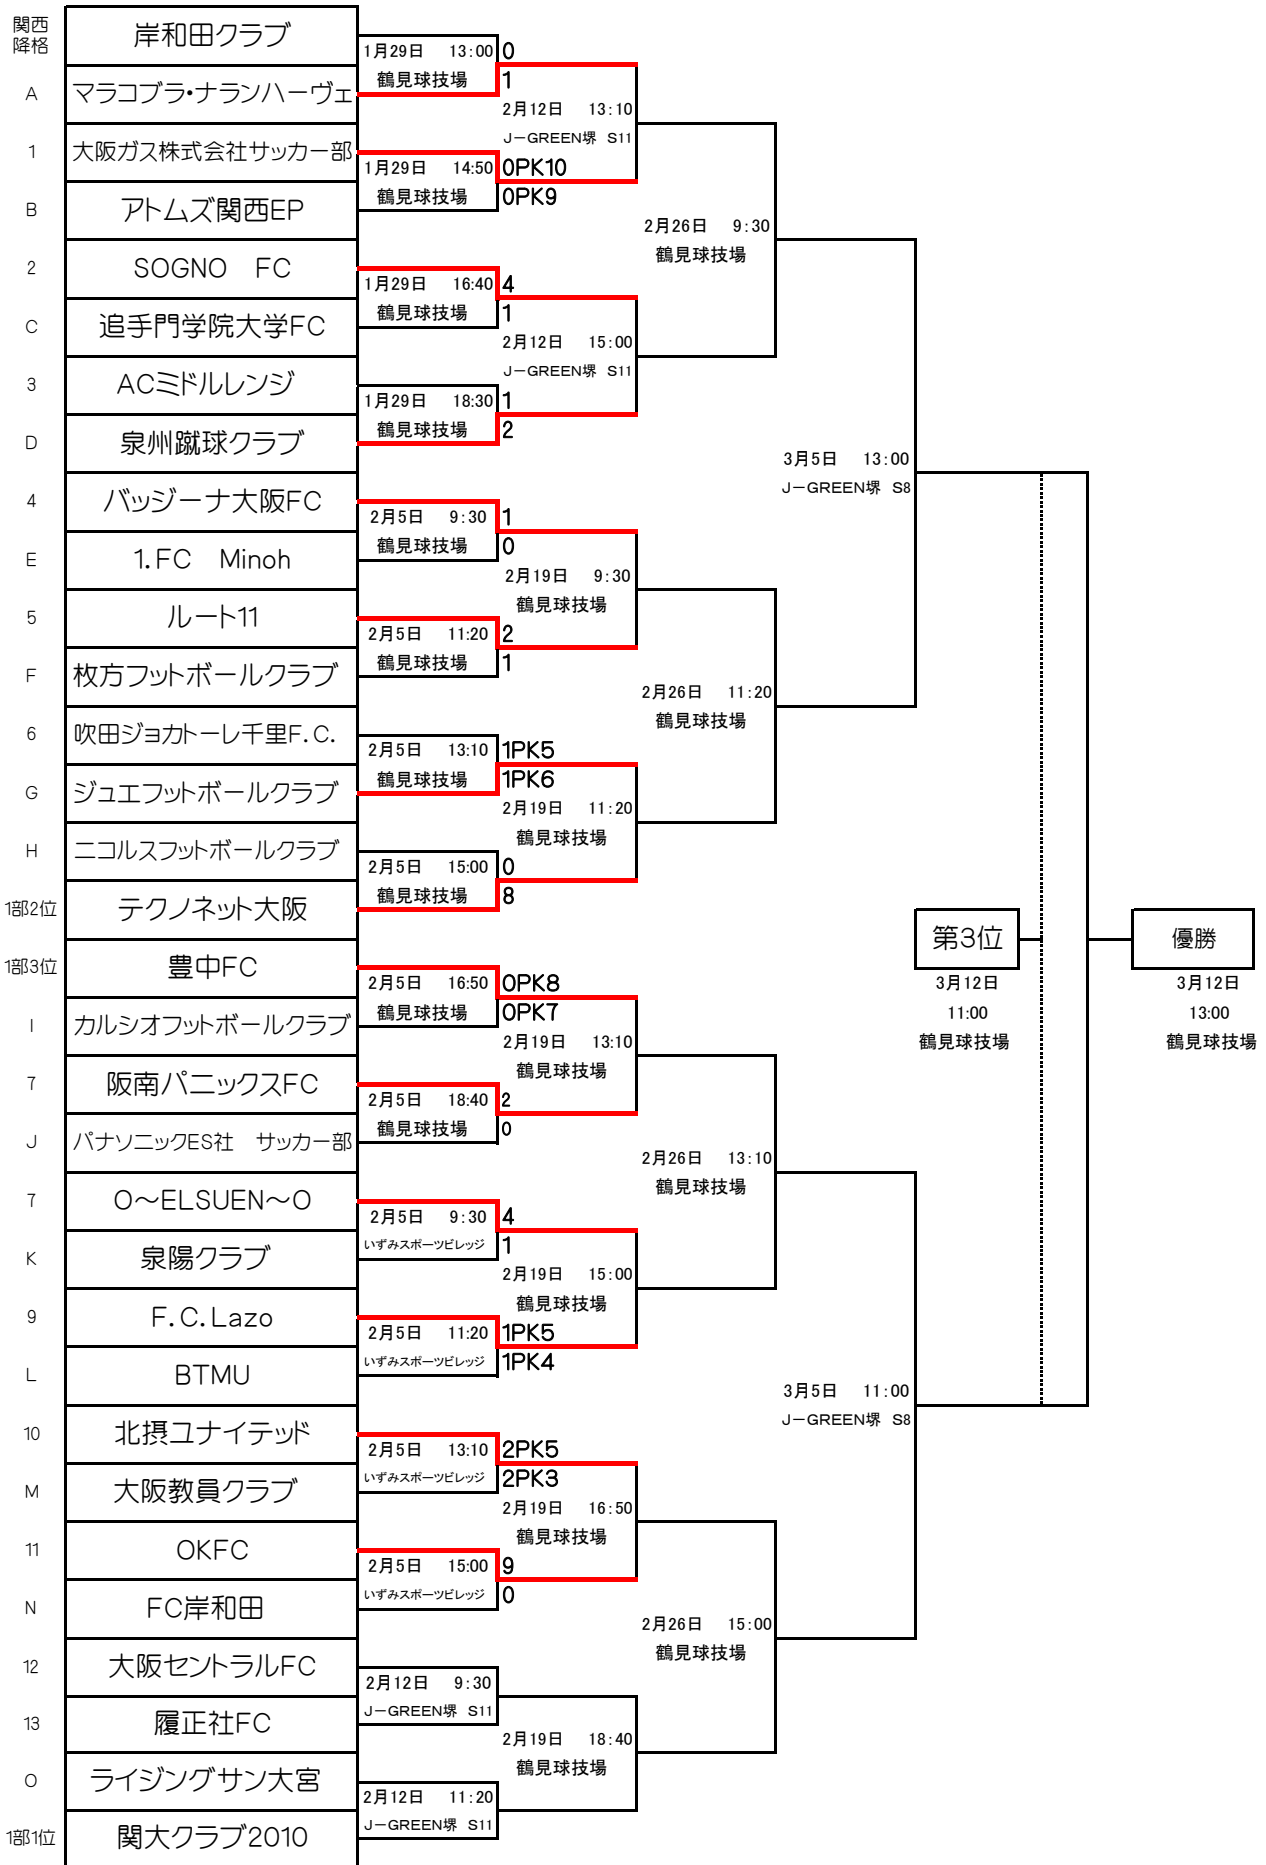 関西
降格
岸和田クラブ
1月29日 13:00 0
A マラコブラ・ナランハーヴェ
鶴見球技場 1
2月12日 13:10
J－GREEN堺 S11
1 大阪ガス株式会社サッカー部
1月29日 14:50 0PK10
鶴見球技場 0PK9
B アトムズ関西EP
2月26日 9:30
鶴見球技場
2 SOGNO FC
1月29日 16:40 4
鶴見球技場 1
C 追手門学院大学FC
2月12日 15:00
J－GREEN堺 S11
3 ACミドルレンジ
1月29日 18:30 1
鶴見球技場 2
D 泉州蹴球クラブ
3月5日 13:00
J－GREEN堺 S8
4 バッジーナ大阪FC
2月5日 9:30 1
鶴見球技場 0
E 1.FC Minoh
2月19日 9:30
鶴見球技場
5 ルート11
2月5日 11:20 2
鶴見球技場 1
F 枚方フットボールクラブ
2月26日 11:20
鶴見球技場
6 吹田ジョカトーレ千里F.C.
2月5日 13:10 1PK5
鶴見球技場 1PK6
G ジュエフットボールクラブ
2月19日 11:20
鶴見球技場
H ニコルスフットボールクラブ
2月5日 15:00 0
鶴見球技場 8
1部2位 テクノネット大阪
第3位 優勝
3月12日 3月12日
11:00 13:00
鶴見球技場 鶴見球技場
1部3位 豊中FC
2月5日 16:50 0PK8
鶴見球技場 0PK7
I カルシオフットボールクラブ
2月19日 13:10
鶴見球技場
7 阪南パニックスFC
2月5日 18:40 2
鶴見球技場 0
J パナソニックES社 サッカー部
2月26日 13:10
鶴見球技場
7 O～ELSUEN～O
2月5日 9:30 4
いずみスポーツビレッジ 1
K 泉陽クラブ
2月19日 15:00
鶴見球技場
9 F.C.Lazo
2月5日 11:20 1PK5
いずみスポーツビレッジ 1PK4
L BTMU
3月5日 11:00
J－GREEN堺 S8
10 北摂ユナイテッド
2月5日 13:10 2PK5
いずみスポーツビレッジ 2PK3
M 大阪教員クラブ
2月19日 16:50
鶴見球技場
11 OKFC
2月5日 15:00 9
いずみスポーツビレッジ 0
N FC岸和田
2月26日 15:00
鶴見球技場
12 大阪セントラルFC
2月12日 9:30
J－GREEN堺 S11
13 履正社FC
2月19日 18:40
鶴見球技場
O ライジングサン大宮
2月12日 11:20
J－GREEN堺 S11
1部1位 関大クラブ2010